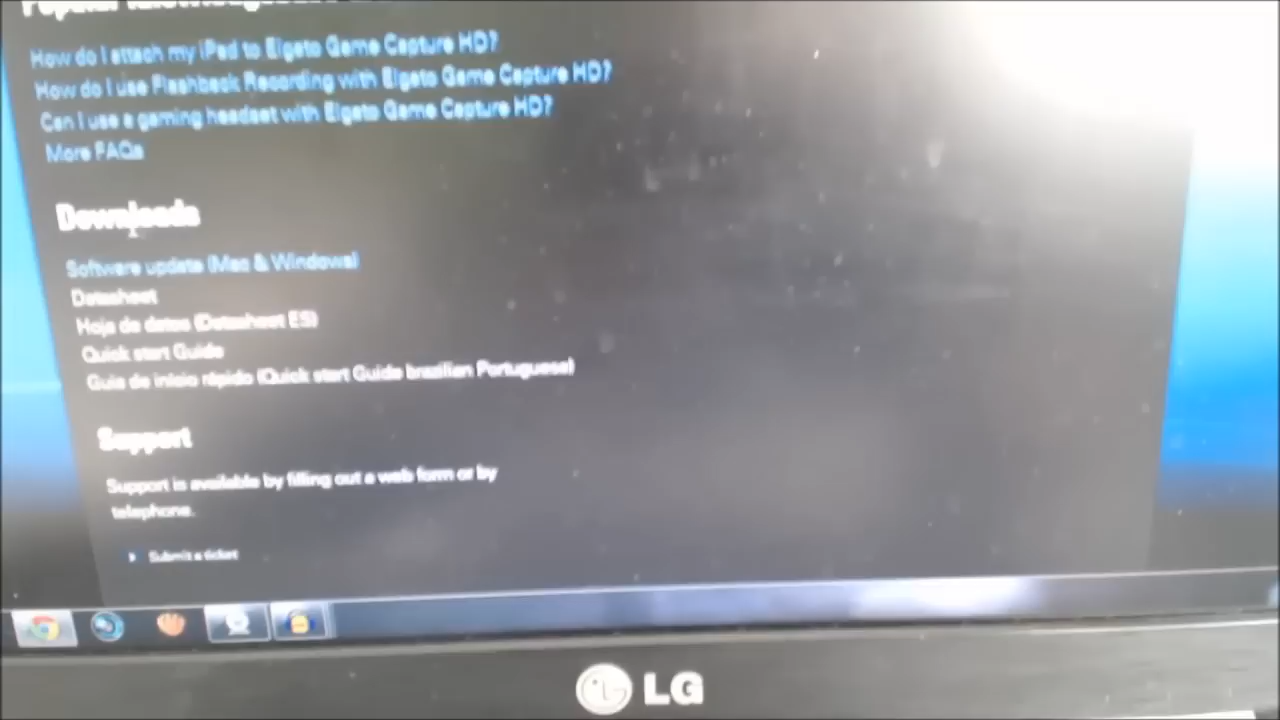 Popular
How do I attach my iPad to Elgato Game Capture HD?
How do I use Flashback Recording with Elgato Game Capture HD?
Can I use a gaming headset with Elgato Game Capture HD?
More FAQs
Downloads
Software update (Mac & Windows)
Datasheet
Hoja de datos (Datasheet ES)
Quick start Guide
Guia de início rápido (Quick start Guide brazilian Portuguese)
Support
Support is available by filling out a web form or by
telephone.
Submit a ticket
LG